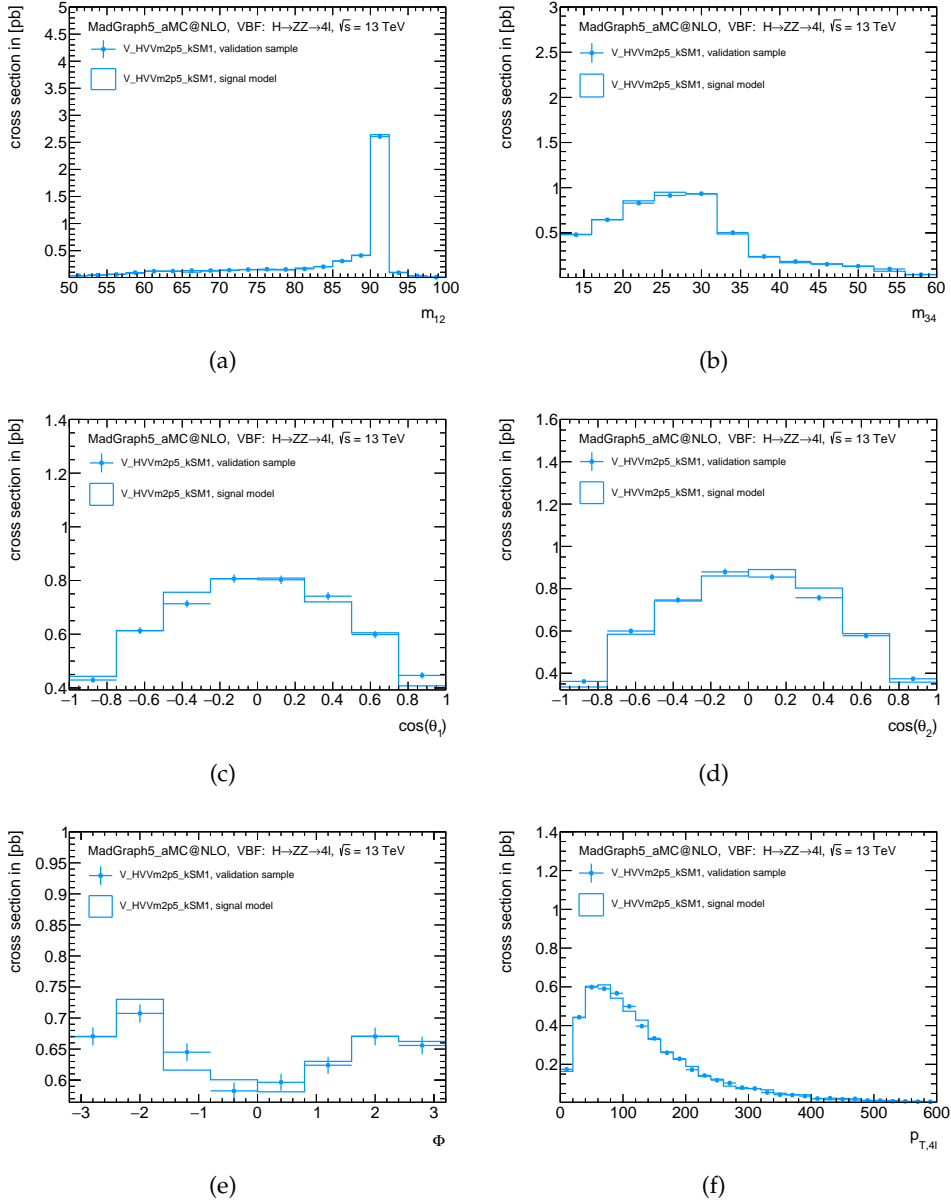 MadGraph5_aMC@NLO, VBF: H→ZZ→4l, √s = 13 TeV
V_HVVm2p5_kSM1, validation sample
V_HVVm2p5_kSM1, signal model
cross section in [pb]
5
4.5
4
3.5
3
2.5
2
1.5
1
0.5
50 55 60 65 70 75 80 85 90 95 100
m12
(a)
MadGraph5_aMC@NLO, VBF: H→ZZ→4l, √s = 13 TeV
V_HVVm2p5_kSM1, validation sample
V_HVVm2p5_kSM1, signal model
cross section in [pb]
3
2.5
2
1.5
1
0.5
15 20 25 30 35 40 45 50 55 60
m34
(b)
MadGraph5_aMC@NLO, VBF: H→ZZ→4l, √s = 13 TeV
V_HVVm2p5_kSM1, validation sample
V_HVVm2p5_kSM1, signal model
cross section in [pb]
1.4
1.2
1
0.8
0.6
0.4
−1 −0.8 −0.6 −0.4 −0.2 0 0.2 0.4 0.6 0.8 1
cos(θ1)
(c)
MadGraph5_aMC@NLO, VBF: H→ZZ→4l, √s = 13 TeV
V_HVVm2p5_kSM1, validation sample
V_HVVm2p5_kSM1, signal model
cross section in [pb]
1.6
1.4
1.2
1
0.8
0.6
0.4
−1 −0.8 −0.6 −0.4 −0.2 0 0.2 0.4 0.6 0.8 1
cos(θ2)
(d)
MadGraph5_aMC@NLO, VBF: H→ZZ→4l, √s = 13 TeV
V_HVVm2p5_kSM1, validation sample
V_HVVm2p5_kSM1, signal model
cross section in [pb]
1
0.95
0.9
0.85
0.8
0.75
0.7
0.65
0.6
−3 −2 −1 0 1 2 3
Φ
(e)
MadGraph5_aMC@NLO, VBF: H→ZZ→4l, √s = 13 TeV
V_HVVm2p5_kSM1, validation sample
V_HVVm2p5_kSM1, signal model
cross section in [pb]
1.4
1.2
1
0.8
0.6
0.4
0.2
0 100 200 300 400 500 600
pT,4l
(f)